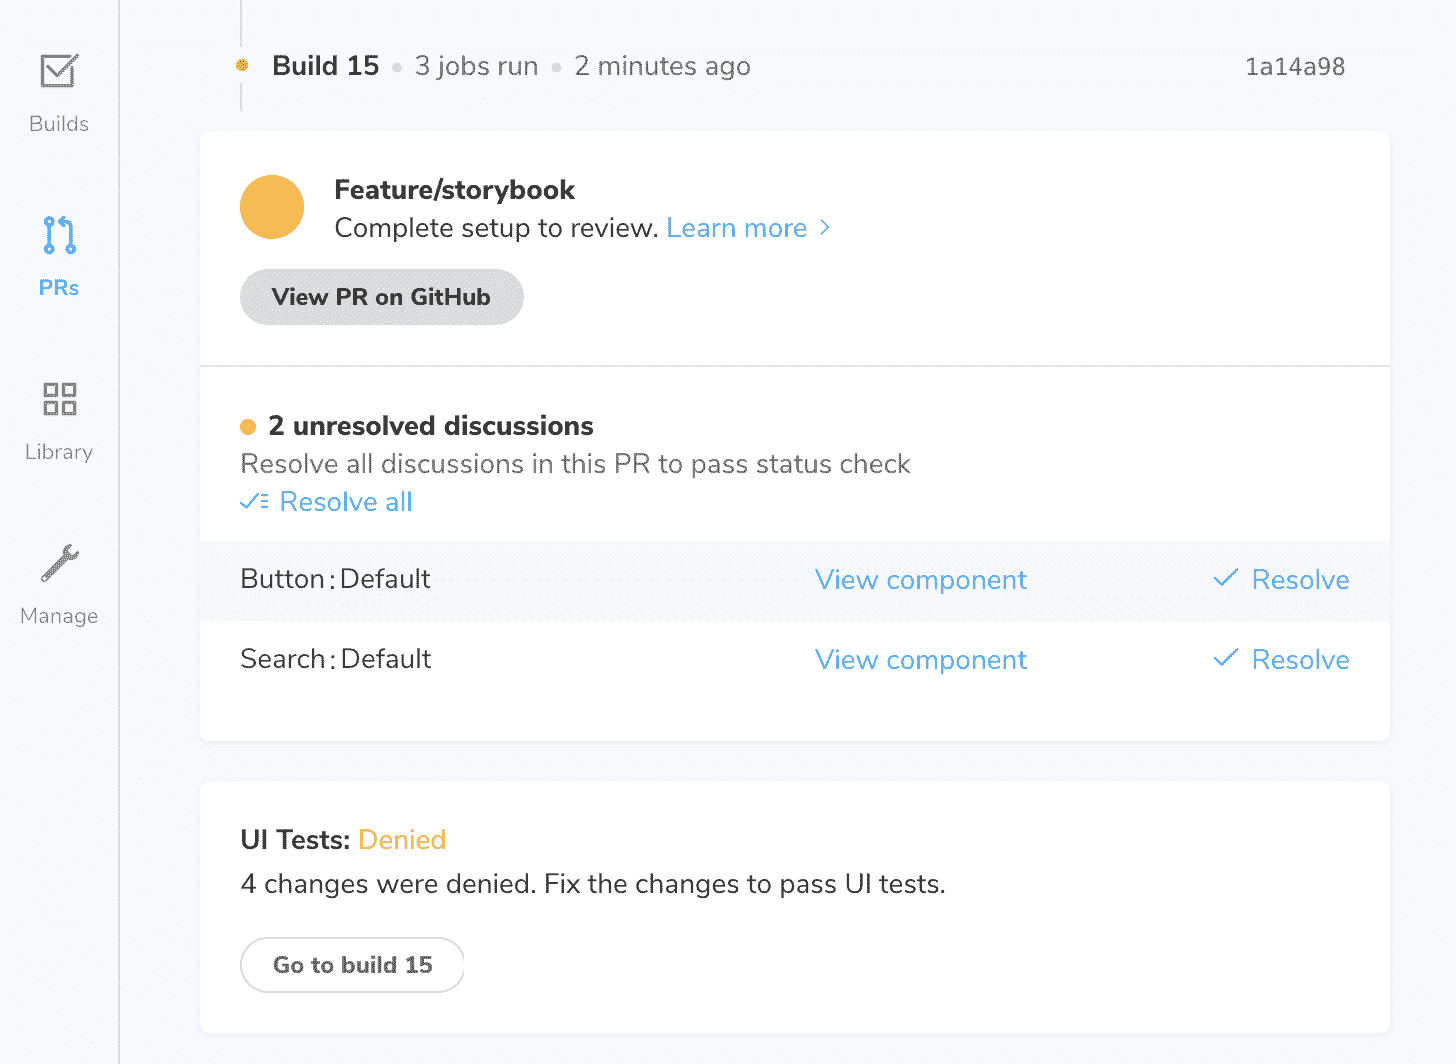 Builds
PRs
Library
Manage
Build 15 3 jobs run 2 minutes ago 1a14a98
Feature/storybook
Complete setup to review. Learn more
View PR on GitHub
2 unresolved discussions
Resolve all discussions in this PR to pass status check
Resolve all
Button : Default View component Resolve
Search : Default View component Resolve
UI Tests: Denied
4 changes were denied. Fix the changes to pass UI tests.
Go to build 15